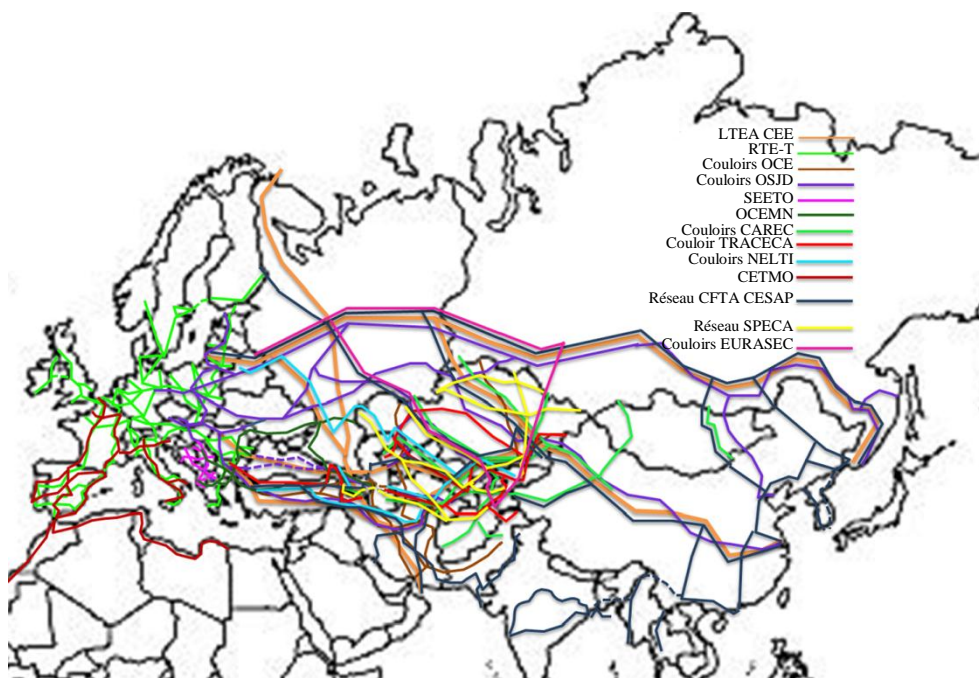 LTEA CEE
RTE-T
Couloirs OCE
Couloirs OSJD
SEETO
OCEMN
Couloirs CAREC
Couloir TRACECA
Couloirs NELTI
CETMO
Réseau CFTA CESAP
Réseau SPECA
Couloirs EURASEC